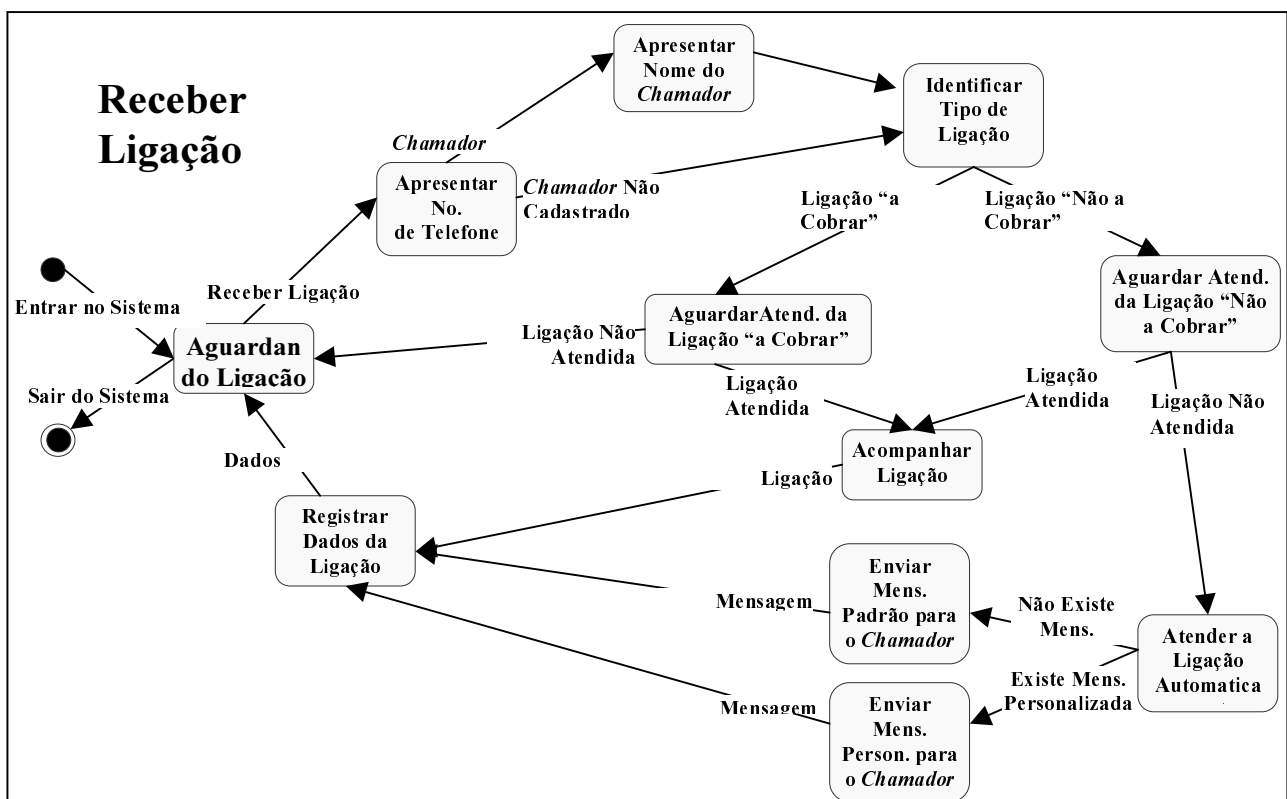 Receber
Ligação
Apresentar
Nome do
Chamador
Identificar
Tipo de
Ligação
Chamador
Apresentar
No.
de Telefone
Chamador Não
Cadastrado
Ligação “a
Cobrar”
Ligação “Não a
Cobrar”
Entrar no Sistema
Receber Ligação
Aguardan
do Ligação
Sair do Sistema
Ligação Não
Atendida
AguardarAtend. da
Ligação “a Cobrar”
Aguardar Atend.
da Ligação “Não
a Cobrar”
Ligação
Atendida
Ligação
Atendida
Ligação Não
Atendida
Dados
Acompanhar
Ligação
Ligação
Registrar
Dados da
Ligação
Mensagem
Enviar
Mens.
Padrão para
o Chamador
Não Existe
Mens.
Atender a
Ligação
Automatica
Existe Mens.
Personalizada
Mensagem
Enviar
Mens.
Person. para
o Chamador